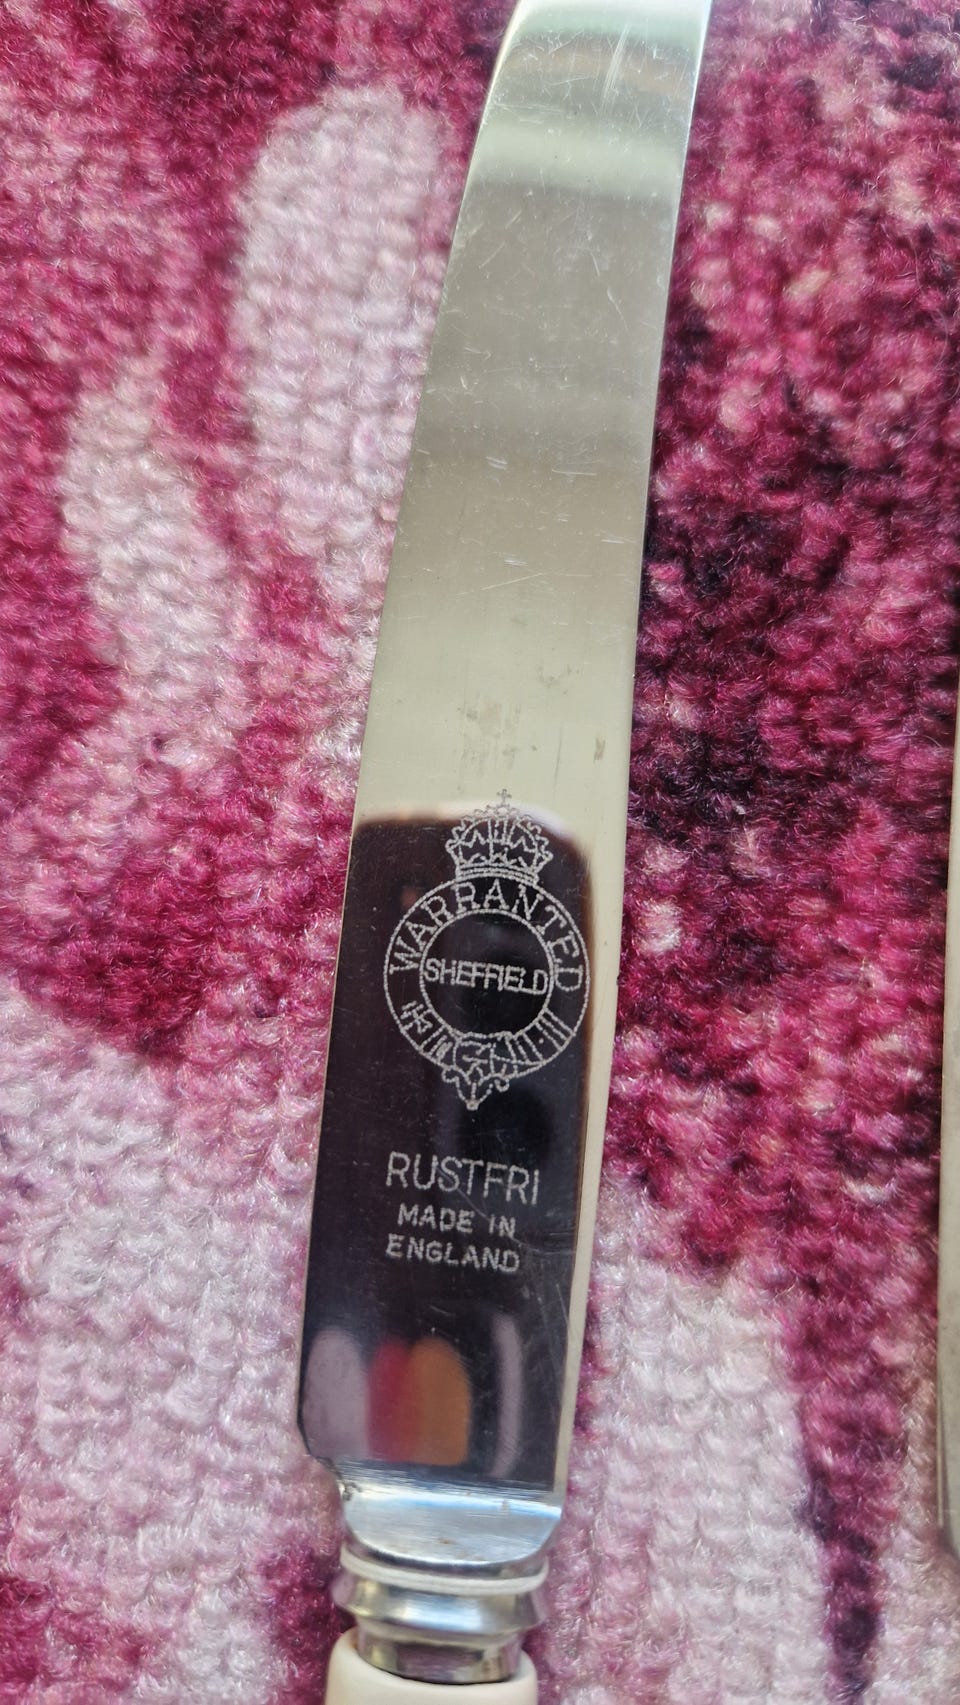 WARRANTED
SHEFFIELD
RUSTFRI
MADE IN
ENGLAND